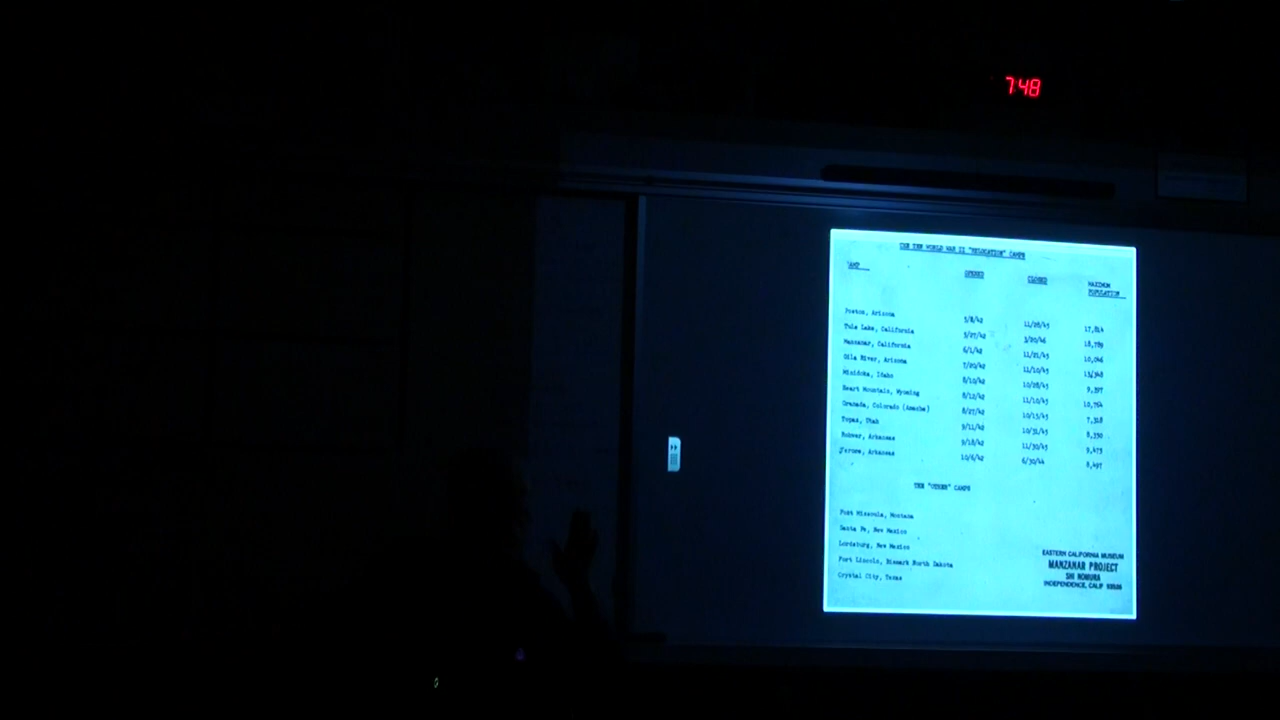 7:48
THE TEN WORLD WAR II "RELOCATION" CAMPS
CAMP OPENED CLOSED MAXIMUM POPULATION
Poston, Arizona 5/8/42 11/28/45 17,814
Tule Lake, California 5/27/42 3/20/46 18,789
Manzanar, California 6/1/42 11/21/45 10,046
Gila River, Arizona 7/20/42 11/10/45 13,348
Minidoka, Idaho 8/10/42 10/28/45 9,397
Heart Mountain, Wyoming 8/12/42 11/10/45 10,764
Granada, Colorado (Amache) 8/27/42 10/15/45 7,318
Topaz, Utah 9/11/42 10/31/45 8,130
Rohwer, Arkansas 9/18/42 11/30/45 8,475
Jerome, Arkansas 10/6/42 6/30/44 8,497
THE "OTHER" CAMPS
Fort Missoula, Montana
Santa Fe, New Mexico
Lordsburg, New Mexico
Fort Lincoln, Bismark North Dakota
Crystal City, Texas
EASTERN CALIFORNIA MUSEUM
MANZANAR PROJECT
SHI NOMURA
INDEPENDENCE, CALIF 93526